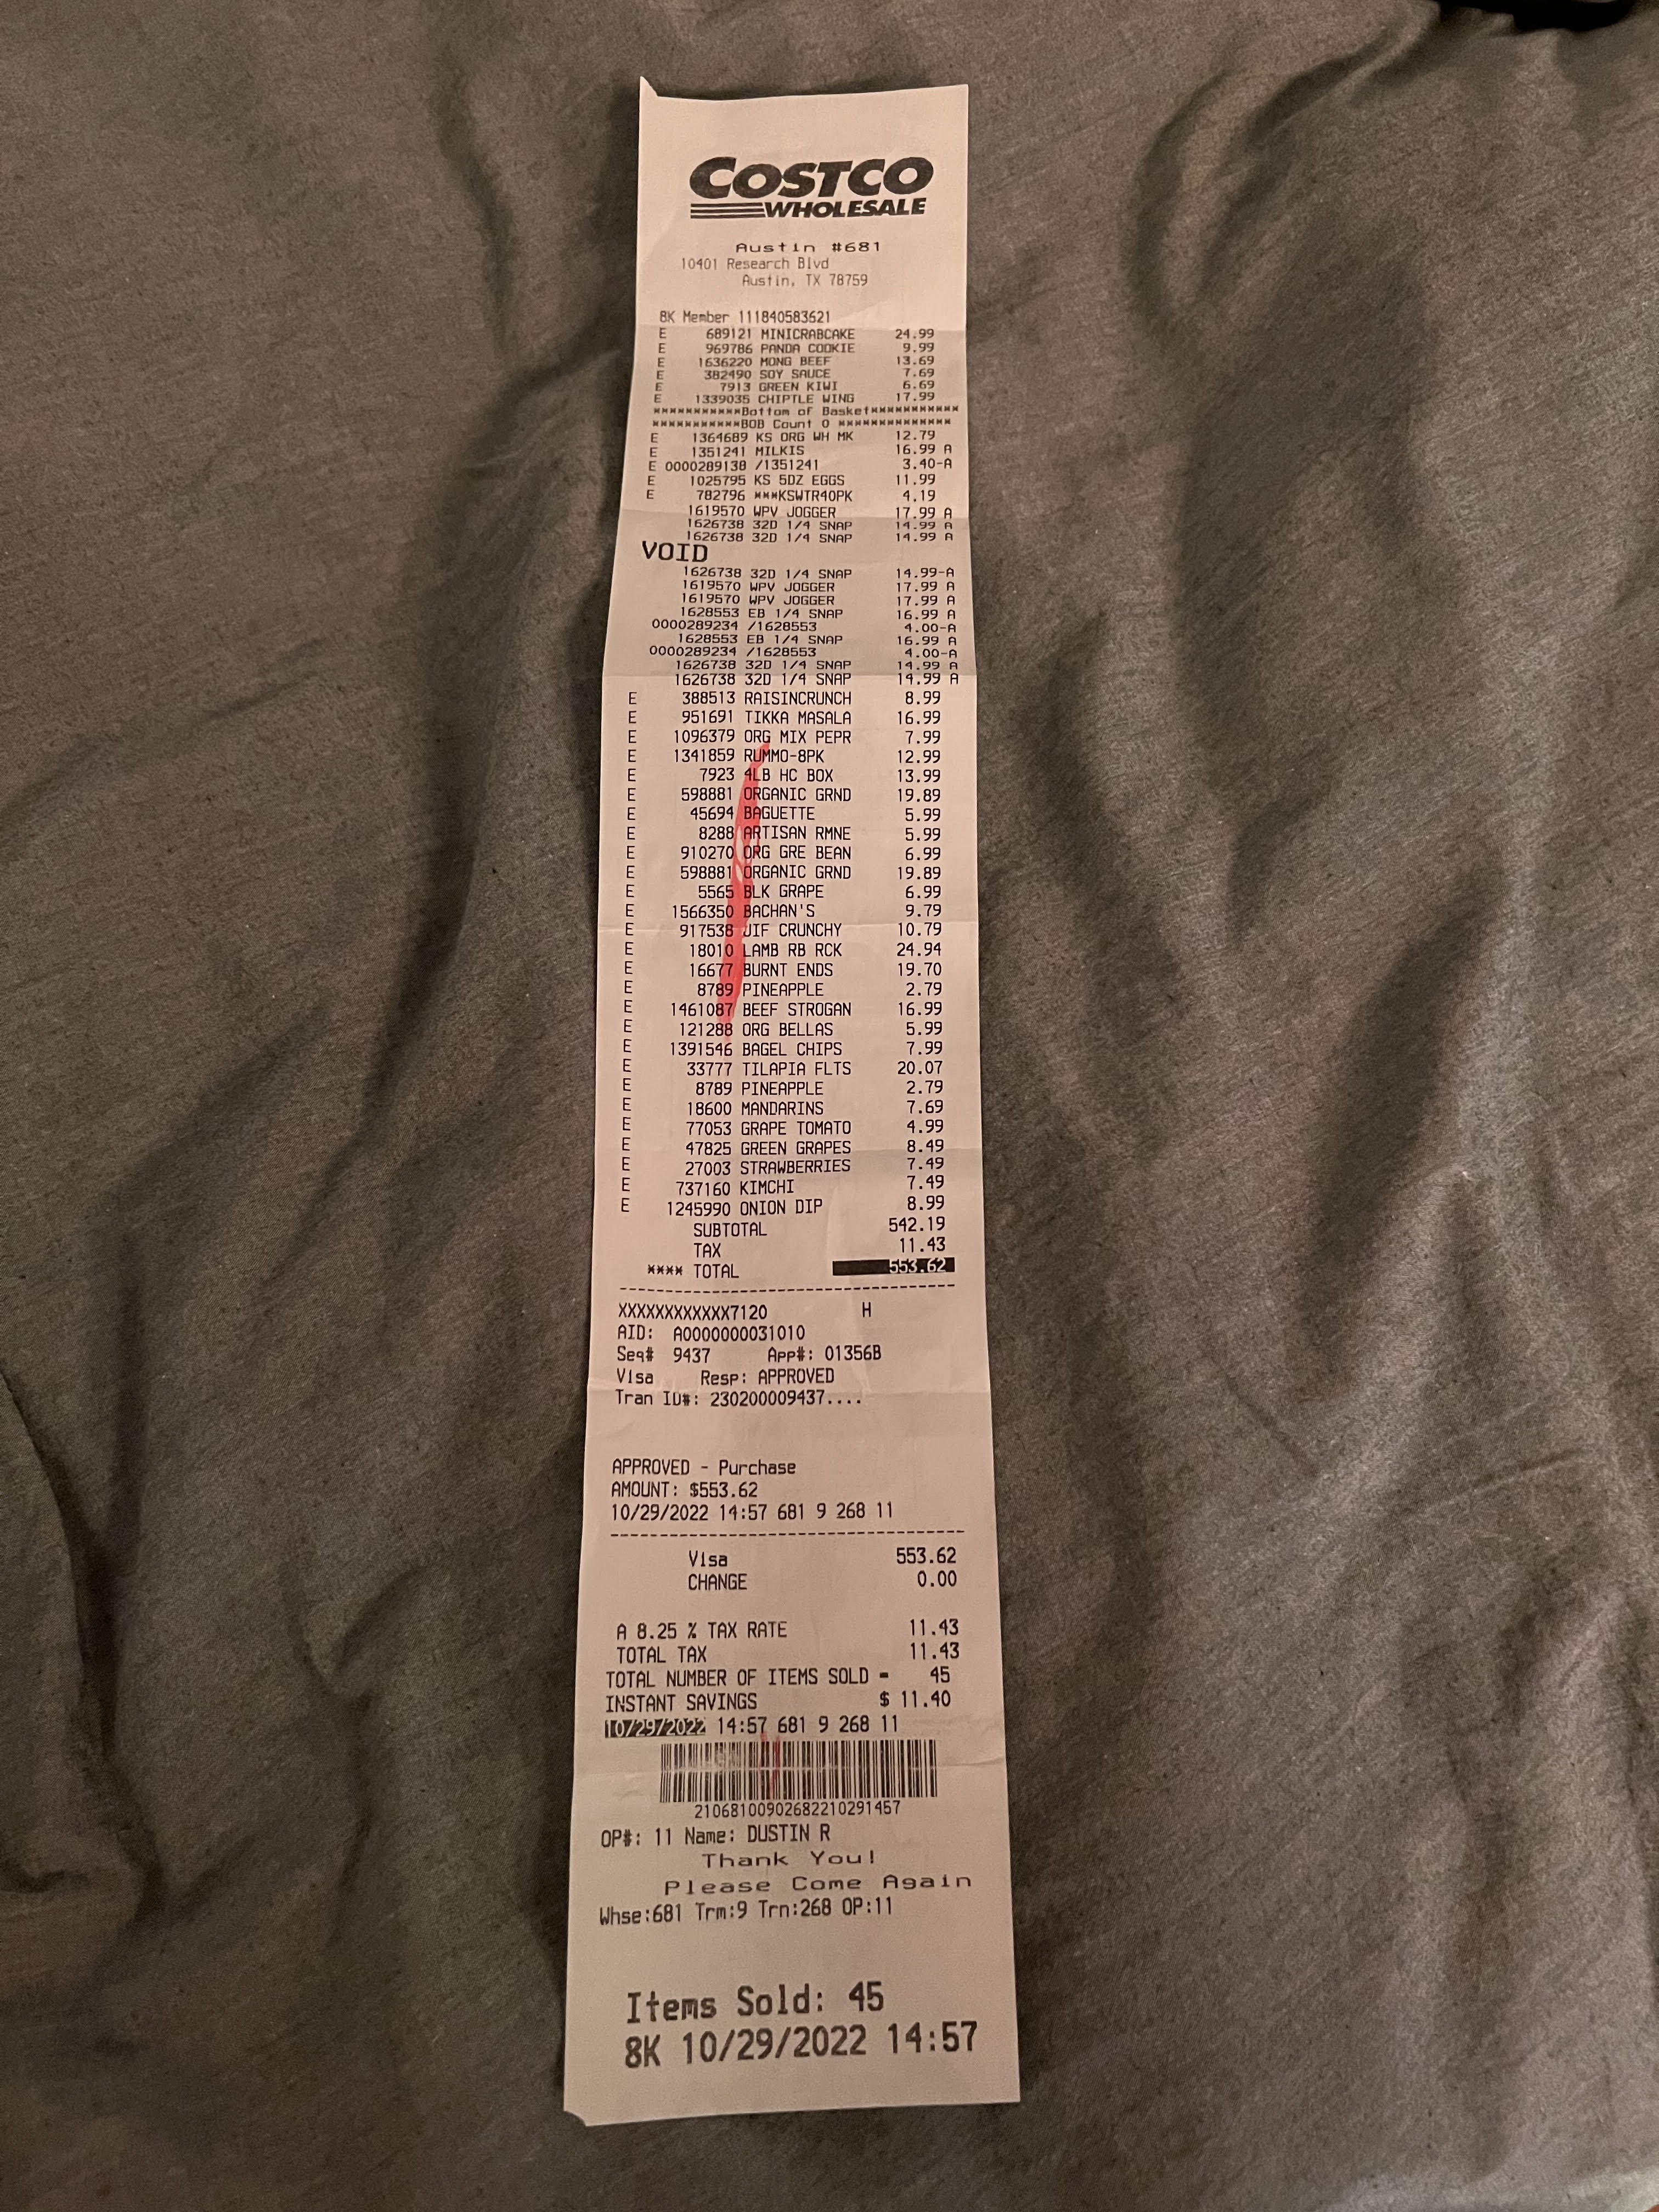 COSTCO
WHOLESALE
Austin #681
10401 Research Blvd
Austin, TX 78759
8K Member 111840583621
E 689121 MINICRABCAKE 24.99
E 969786 PANDA COOKIE 9.99
E 1636220 MONG BEEF 13.69
E 382490 SOY SAUCE 7.69
E 7913 GREEN KIWI 6.69
E 1339035 CHIPTLE WING 17.99
***********Bottom of Basket***********
***********BOB Count 0 **************
E 1364689 KS ORG WH MK 12.79
E 1351241 MILKIS 16.99 A
E 0000289138 /1351241 3.40-A
E 1025795 KS 5DZ EGGS 11.99
E 782796 ***KSWTR40PK 4.19
1619570 WPV JOGGER 17.99 A
1626738 32D 1/4 SNAP 14.99 A
1626738 32D 1/4 SNAP 14.99 A
VOID
1626738 32D 1/4 SNAP 14.99-A
1619570 WPV JOGGER 17.99 A
1619570 WPV JOGGER 17.99 A
1628553 EB 1/4 SNAP 16.99 A
0000289234 /1628553 4.00-A
1628553 EB 1/4 SNAP 16.99 A
0000289234 /1628553 4.00-A
1626738 32D 1/4 SNAP 14.99 A
1626738 32D 1/4 SNAP 14.99 A
E 388513 RAISINCRUNCH 8.99
E 951691 TIKKA MASALA 16.99
E 1096379 ORG MIX PEPR 7.99
E 1341859 RUMMO-8PK 12.99
E 7923 4LB HC BOX 13.99
E 598881 ORGANIC GRND 19.89
E 45694 BAGUETTE 5.99
E 8288 ARTISAN RMNE 5.99
E 910270 ORG GRE BEAN 6.99
E 598881 ORGANIC GRND 19.89
E 5565 BLK GRAPE 6.99
E 1566350 BACHAN'S 9.79
E 917538 JIF CRUNCHY 10.79
E 18010 LAMB RB RCK 24.94
E 16677 BURNT ENDS 19.70
E 8789 PINEAPPLE 2.79
E 1461087 BEEF STROGAN 16.99
E 121288 ORG BELLAS 5.99
E 1391546 BAGEL CHIPS 7.99
E 33777 TILAPIA FLTS 20.07
E 8789 PINEAPPLE 2.79
E 18600 MANDARINS 7.69
E 77053 GRAPE TOMATO 4.99
E 47825 GREEN GRAPES 8.49
E 27003 STRAWBERRIES 7.49
E 737160 KIMCHI 7.49
E 1245990 ONION DIP 8.99
SUBTOTAL 542.19
TAX 11.43
**** TOTAL 553.62
XXXXXXXXXXXX7120 H
AID: A0000000031010
Seq# 9437 App#: 01356B
Visa Resp: APPROVED
Tran ID#: 230200009437....
APPROVED - Purchase
AMOUNT: $553.62
10/29/2022 14:57 681 9 268 11
Visa 553.62
CHANGE 0.00
A 8.25 % TAX RATE 11.43
TOTAL TAX 11.43
TOTAL NUMBER OF ITEMS SOLD = 45
INSTANT SAVINGS $ 11.40
10/29/2022 14:57 681 9 268 11
21068100902682210291457
OP#: 11 Name: DUSTIN R
Thank You!
Please Come Again
Whse:681 Trm:9 Trn:268 OP:11
Items Sold: 45
8K 10/29/2022 14:57